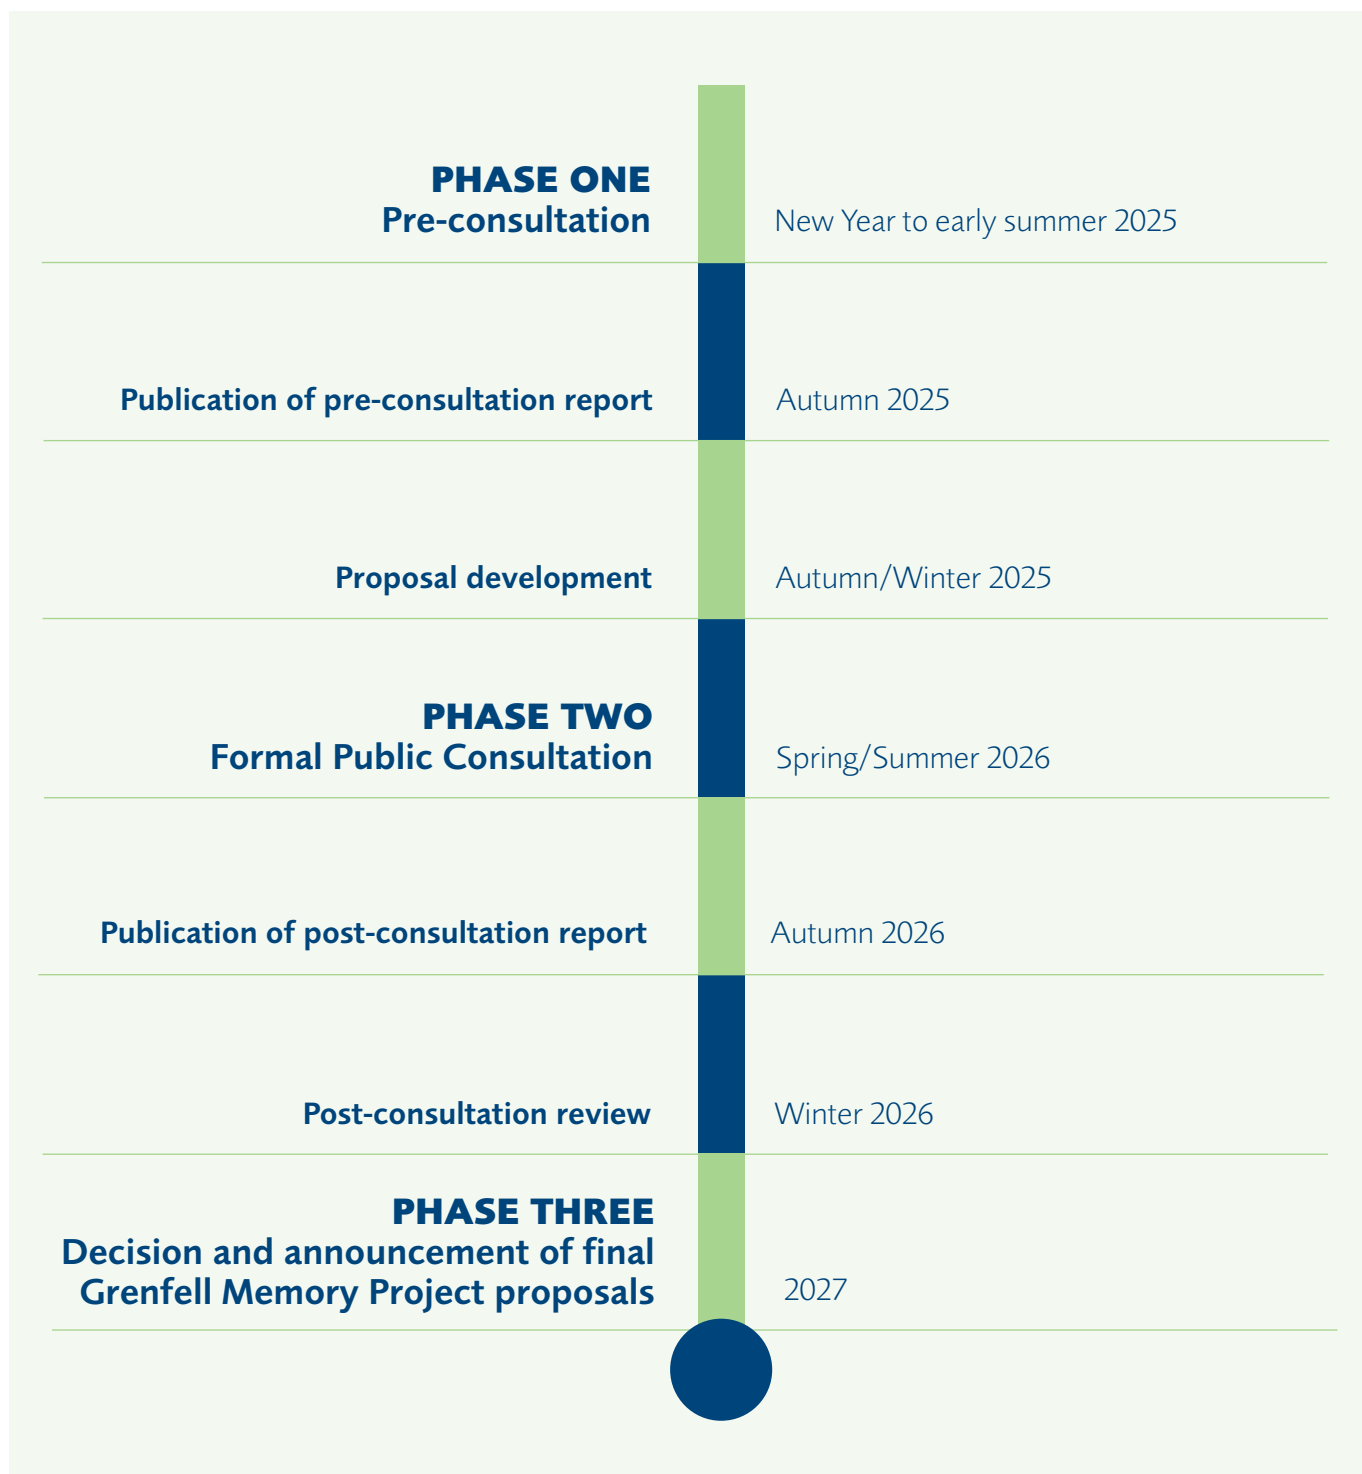 PHASE ONE
Pre-consultation
New Year to early summer 2025
Publication of pre-consultation report
Autumn 2025
Proposal development
Autumn/Winter 2025
PHASE TWO
Formal Public Consultation
Spring/Summer 2026
Publication of post-consultation report
Autumn 2026
Post-consultation review
Winter 2026
PHASE THREE
Decision and announcement of final
Grenfell Memory Project proposals
2027